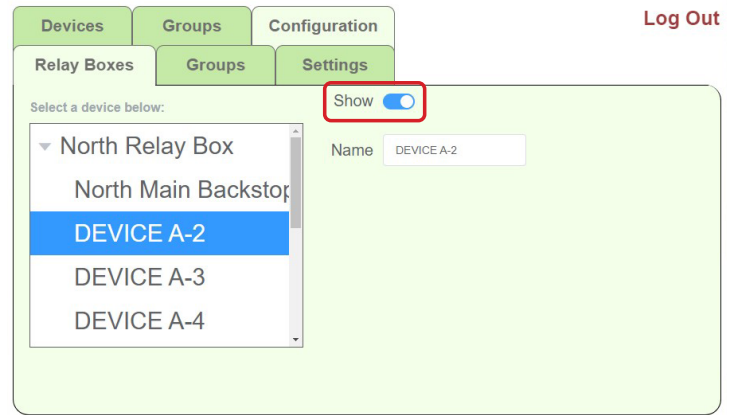 Devices Groups Configuration Log Out
Relay Boxes Groups Settings
Select a device below:
Show
North Relay Box
Name DEVICE A-2
North Main Backstop
DEVICE A-2
DEVICE A-3
DEVICE A-4